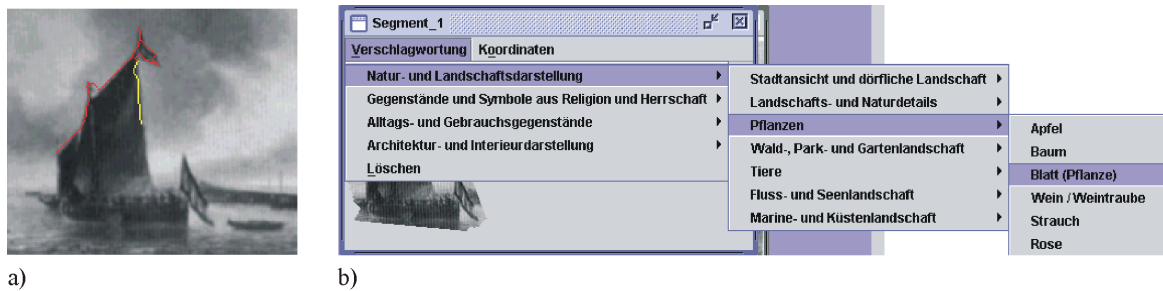 Segment_1
Verschlagwortung Koordinaten
Natur- und Landschaftsdarstellung
Gegenstände und Symbole aus Religion und Herrschaft
Alltags- und Gebrauchsgegenstände
Architektur- und Interieurdarstellung
Löschen
Stadtansicht und dörfliche Landschaft
Landschafts- und Naturdetails
Pflanzen
Wald-, Park- und Gartenlandschaft
Tiere
Fluss- und Seenlandschaft
Marine- und Küstenlandschaft
Apfel
Baum
Blatt (Pflanze)
Wein / Weintraube
Strauch
Rose
a)
b)